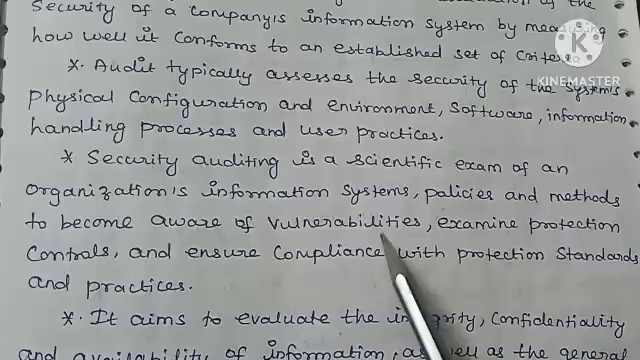 of the
Security of a Company's information system by
how well it conforms to an established set of
KINEMASTER
* Audit typically assesses the security of the system's
Physical Configuration and environment, Software, information
handling processes and user practices.
* Security auditing is a scientific exam of an
Organization's information systems, policies and methods
to become aware of vulnerabilities, examine protection
Controls, and ensure Compliance with protection Standards
and practices.
* It aims to evaluate the integrity, Confidentiality
and availability of information, as well as the general